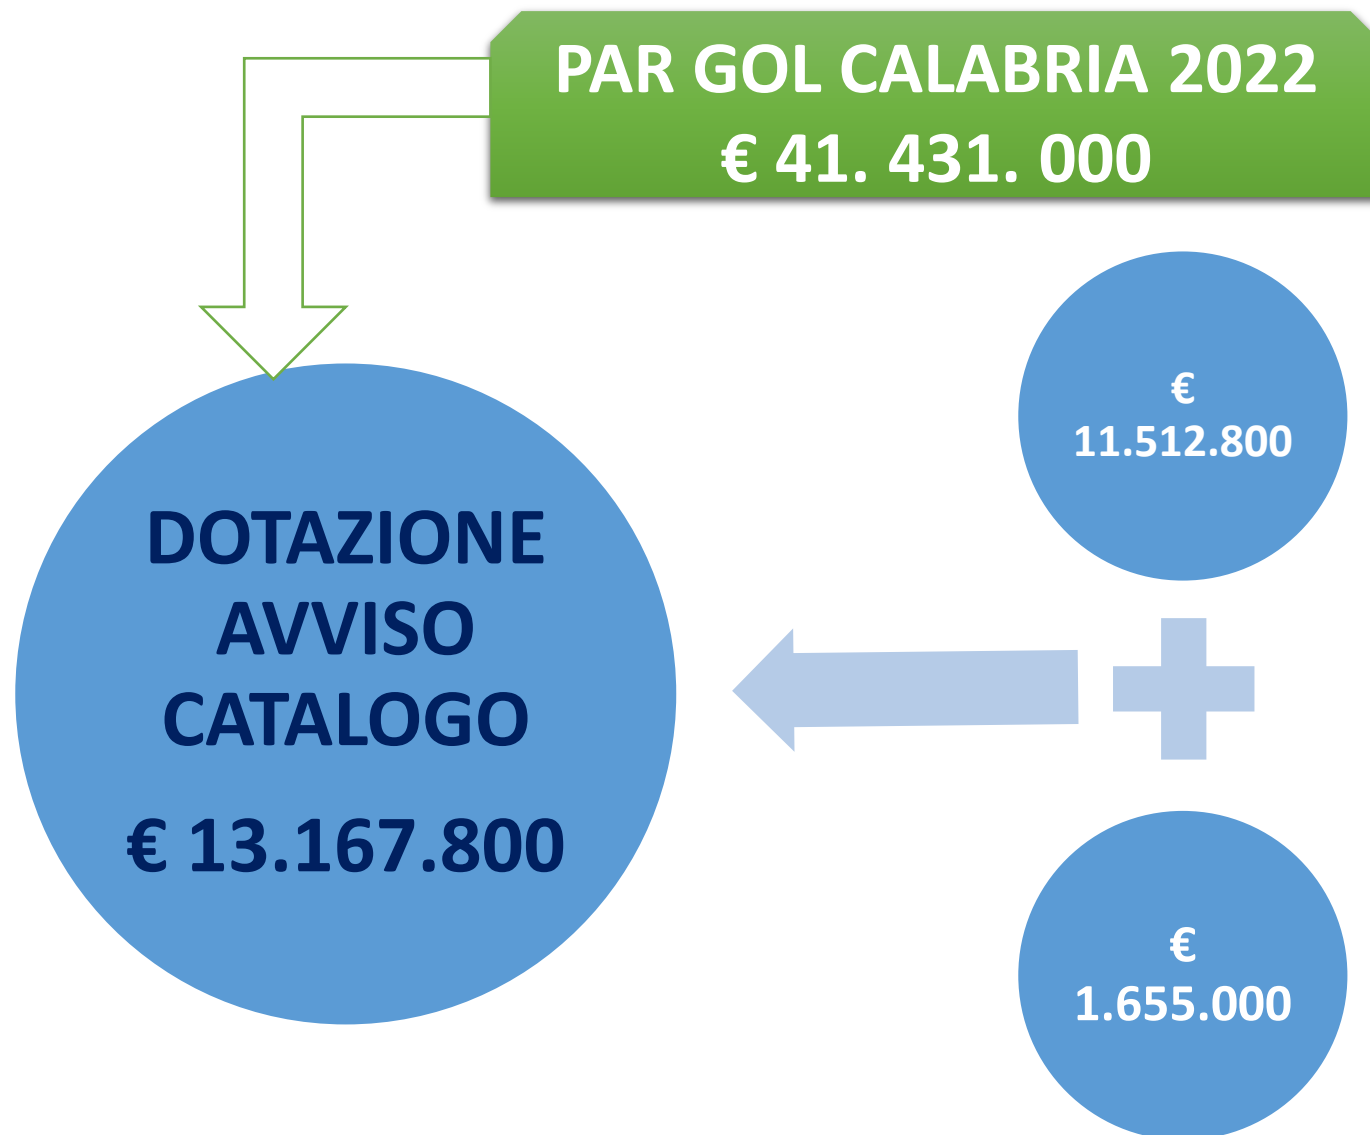 PAR GOL CALABRIA 2022
€ 41. 431. 000
€
11.512.800
DOTAZIONE
AVVISO
CATALOGO
€ 13.167.800
€
1.655.000